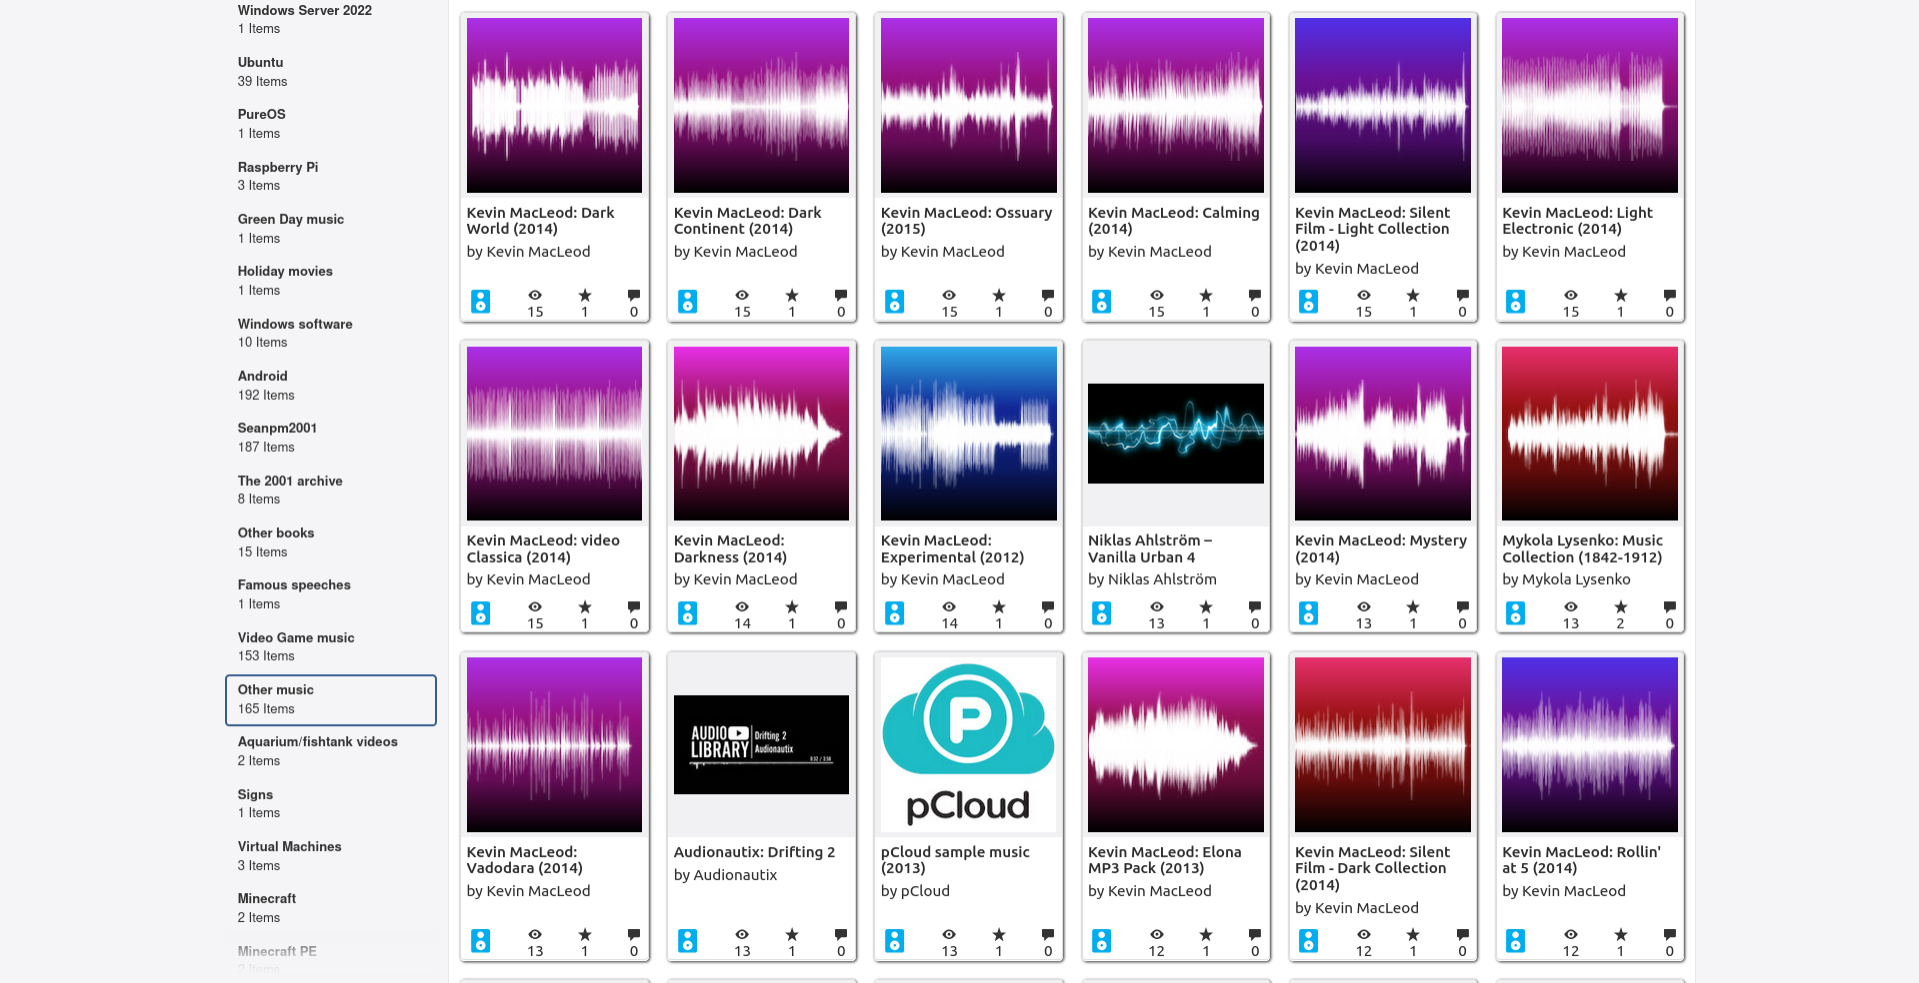 Windows Server 2022
1 Items
Ubuntu
39 Items
PureOS
1 Items
Raspberry Pi
3 Items
Green Day music
1 Items
Holiday movies
1 Items
Windows software
10 Items
Android
192 Items
Seanpm2001
187 Items
The 2001 archive
8 Items
Other books
15 Items
Famous speeches
1 Items
Video Game music
153 Items
Other music
165 Items
Aquarium/fishtank videos
2 Items
Signs
1 Items
Virtual Machines
3 Items
Minecraft
2 Items
Minecraft PE
2 Items
Kevin MacLeod: Dark
World (2014)
by Kevin MacLeod
15 1 0
Kevin MacLeod: Dark
Continent (2014)
by Kevin MacLeod
15 1 0
Kevin MacLeod: Ossuary
(2015)
by Kevin MacLeod
15 1 0
Kevin MacLeod: Calming
(2014)
by Kevin MacLeod
15 1 0
Kevin MacLeod: Silent
Film - Light Collection
(2014)
by Kevin MacLeod
15 1 0
Kevin MacLeod: Light
Electronic (2014)
by Kevin MacLeod
15 1 0
Kevin MacLeod: video
Classica (2014)
by Kevin MacLeod
15 1 0
Kevin MacLeod:
Darkness (2014)
by Kevin MacLeod
14 1 0
Kevin MacLeod:
Experimental (2012)
by Kevin MacLeod
14 1 0
Niklas Ahlström –
Vanilla Urban 4
by Niklas Ahlström
13 1 0
Kevin MacLeod: Mystery
(2014)
by Kevin MacLeod
13 1 0
Mykola Lysenko: Music
Collection (1842-1912)
by Mykola Lysenko
13 2 0
Kevin MacLeod:
Vadodara (2014)
by Kevin MacLeod
13 1 0
AUDIO
LIBRARY
Drifting 2
Audionautix
Audionautix: Drifting 2
by Audionautix
13 1 0
P
pCloud
pCloud sample music
(2013)
by pCloud
13 1 0
Kevin MacLeod: Elona
MP3 Pack (2013)
by Kevin MacLeod
12 1 0
Kevin MacLeod: Silent
Film - Dark Collection
(2014)
by Kevin MacLeod
12 1 0
Kevin MacLeod: Rollin'
at 5 (2014)
by Kevin MacLeod
12 1 0